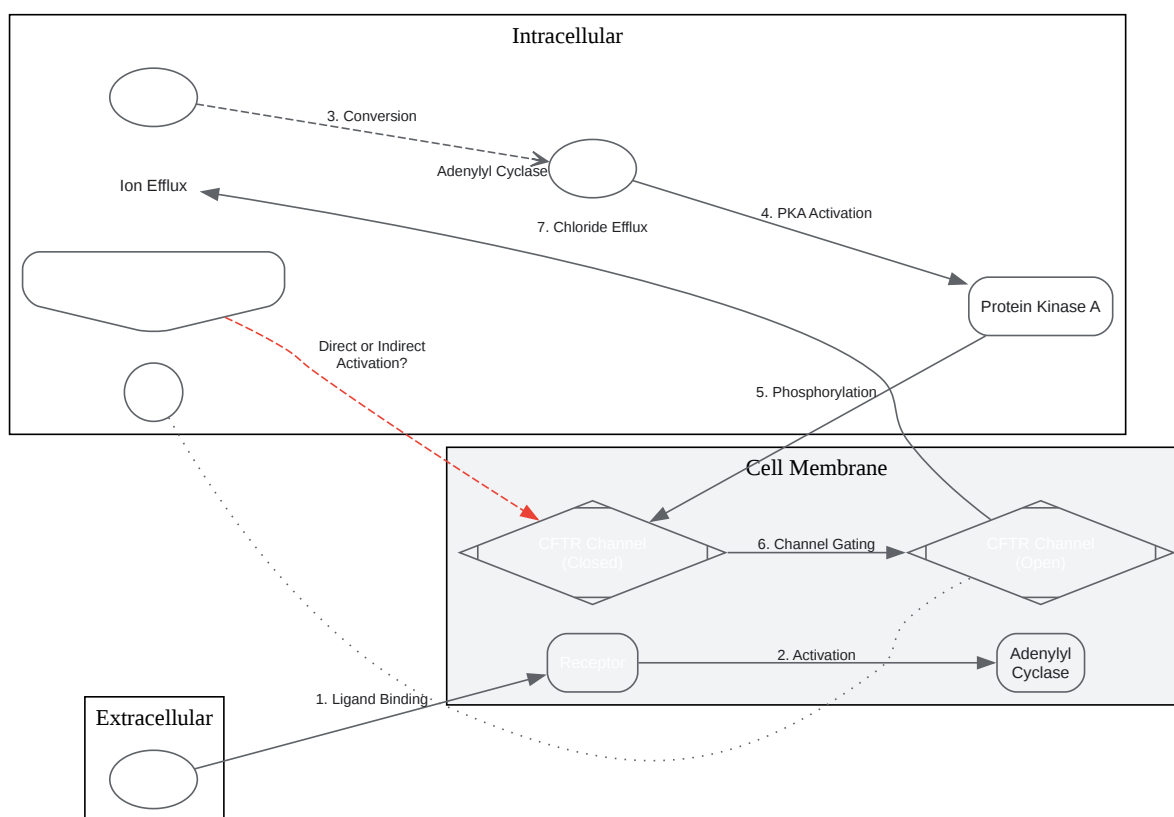 Intracellular
3. Conversion
Adenylyl Cyclase
Ion Efflux
4. PKA Activation
7. Chloride Efflux
Protein Kinase A
Direct or Indirect
Activation?
5. Phosphorylation
Cell Membrane
CFTR Channel
(Closed)
6. Channel Gating
CFTR Channel
(Open)
Receptor
2. Activation
Adenylyl
Cyclase
1. Ligand Binding
Extracellular